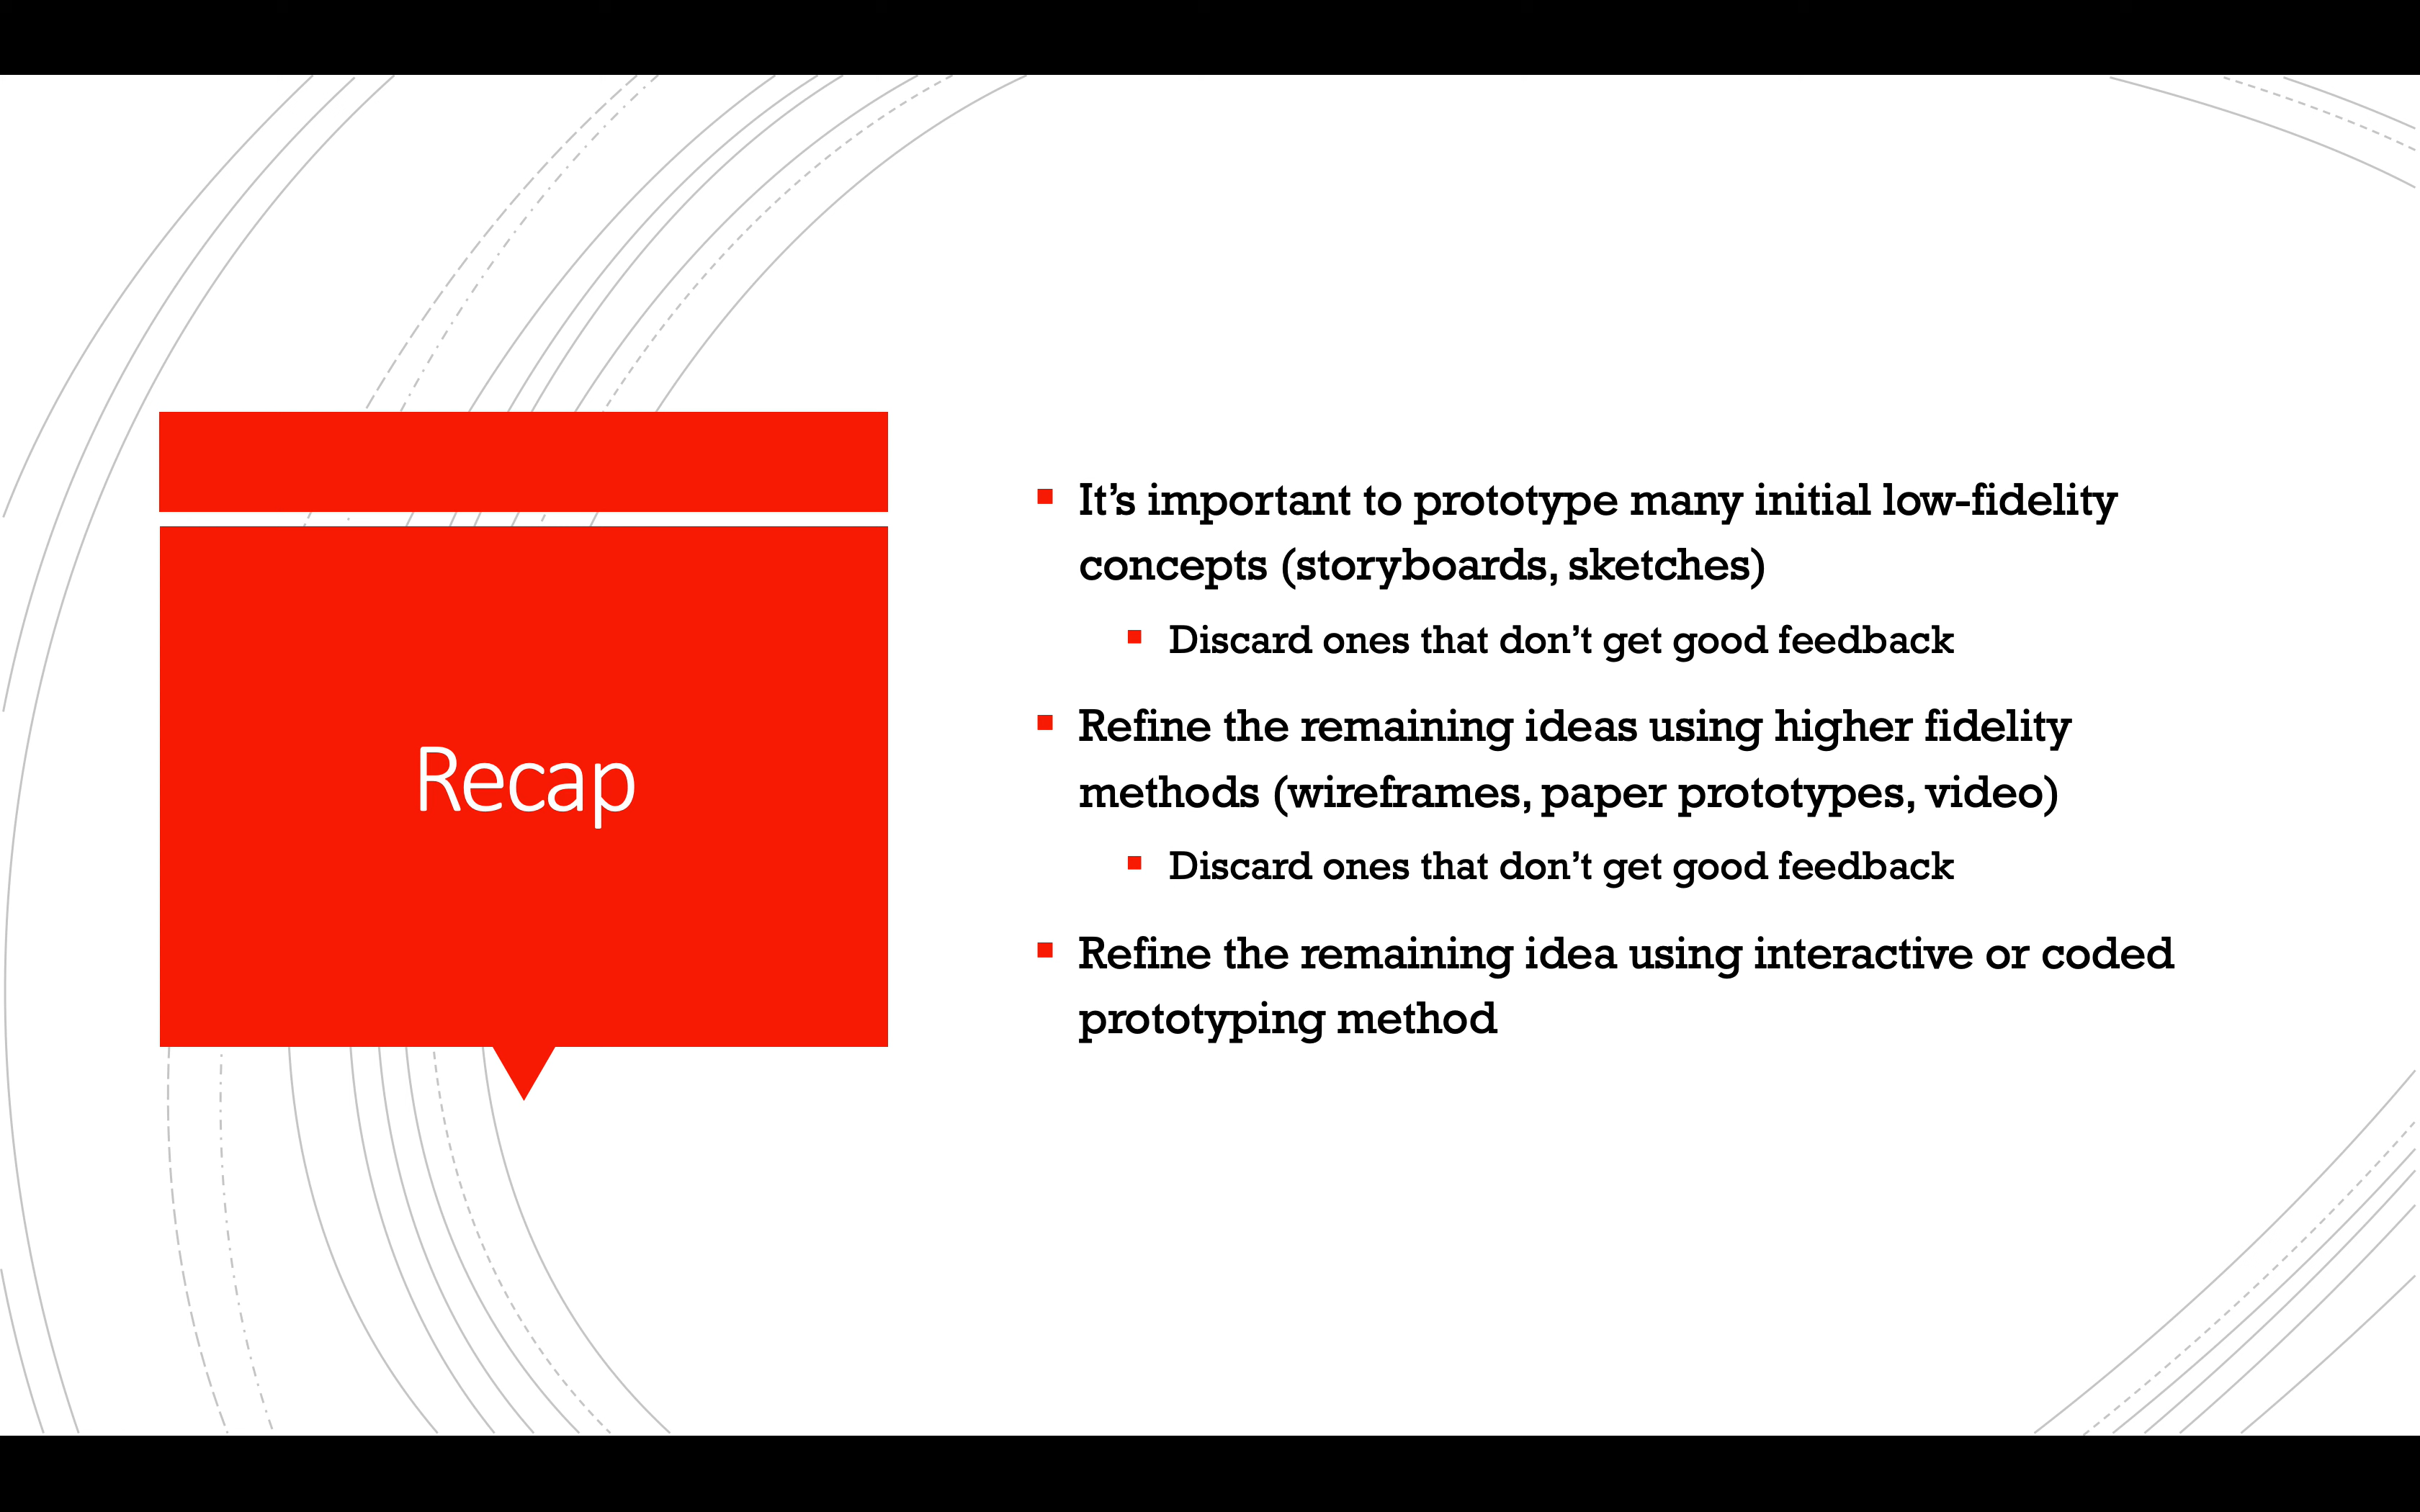 Recap
It’s important to prototype many initial low-fidelity
concepts (storyboards, sketches)
Discard ones that don’t get good feedback
Refine the remaining ideas using higher fidelity
methods (wireframes, paper prototypes, video)
Discard ones that don’t get good feedback
Refine the remaining idea using interactive or coded
prototyping method